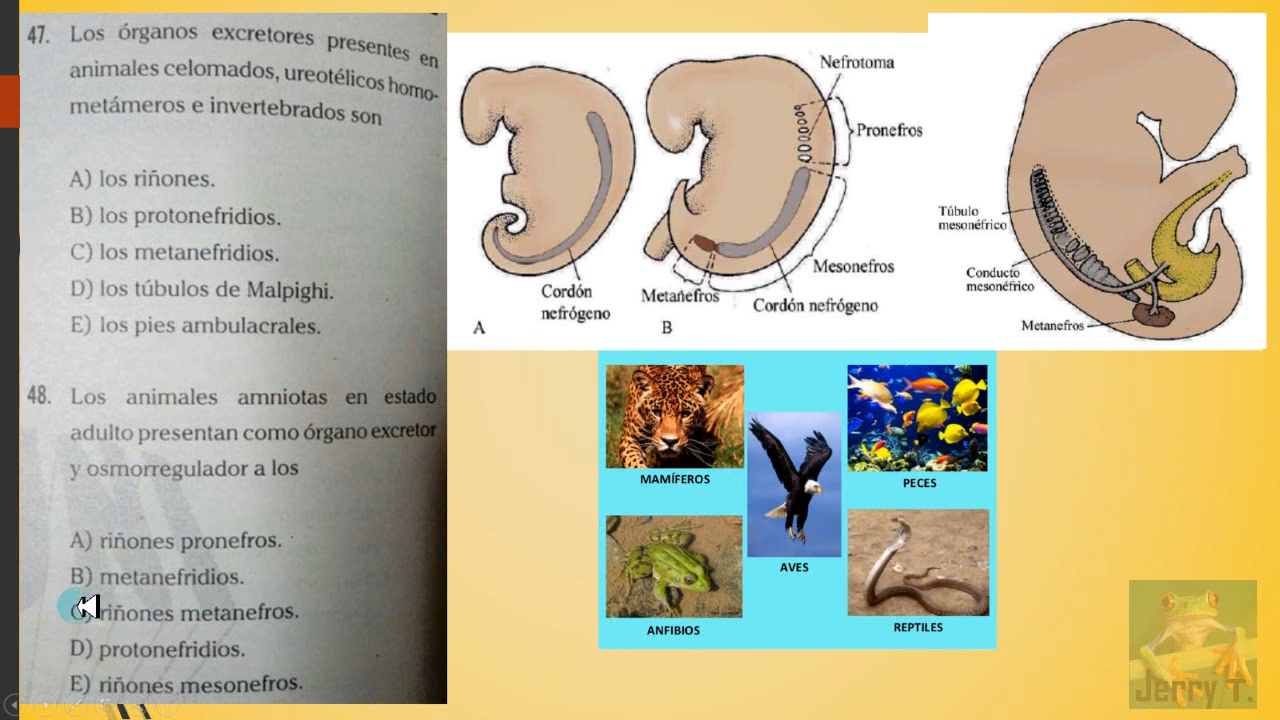 47. Los órganos excretores presentes en
animales celomados, ureotélicos homo-
metámeros e invertebrados son
A) los riñones.
B) los protonefridios.
C) los metanefridios.
D) los túbulos de Malpighi.
E) los pies ambulacrales.
48. Los animales amniotas en estado
adulto presentan como órgano excretor
y osmorregulador a los
A) riñones pronefros.
B) metanefridios.
C) riñones metanefros.
D) protonefridios.
E) riñones mesonefros.
Cordón
nefrógeno
A
Nefrotoma
Pronefros
Mesonefros
Metanefros
Cordón nefrógeno
B
Túbulo
mesonéfrico
Conducto
mesonéfrico
Metanefros
MAMÍFEROS
AVES
PECES
ANFIBIOS
REPTILES
Jerry T.